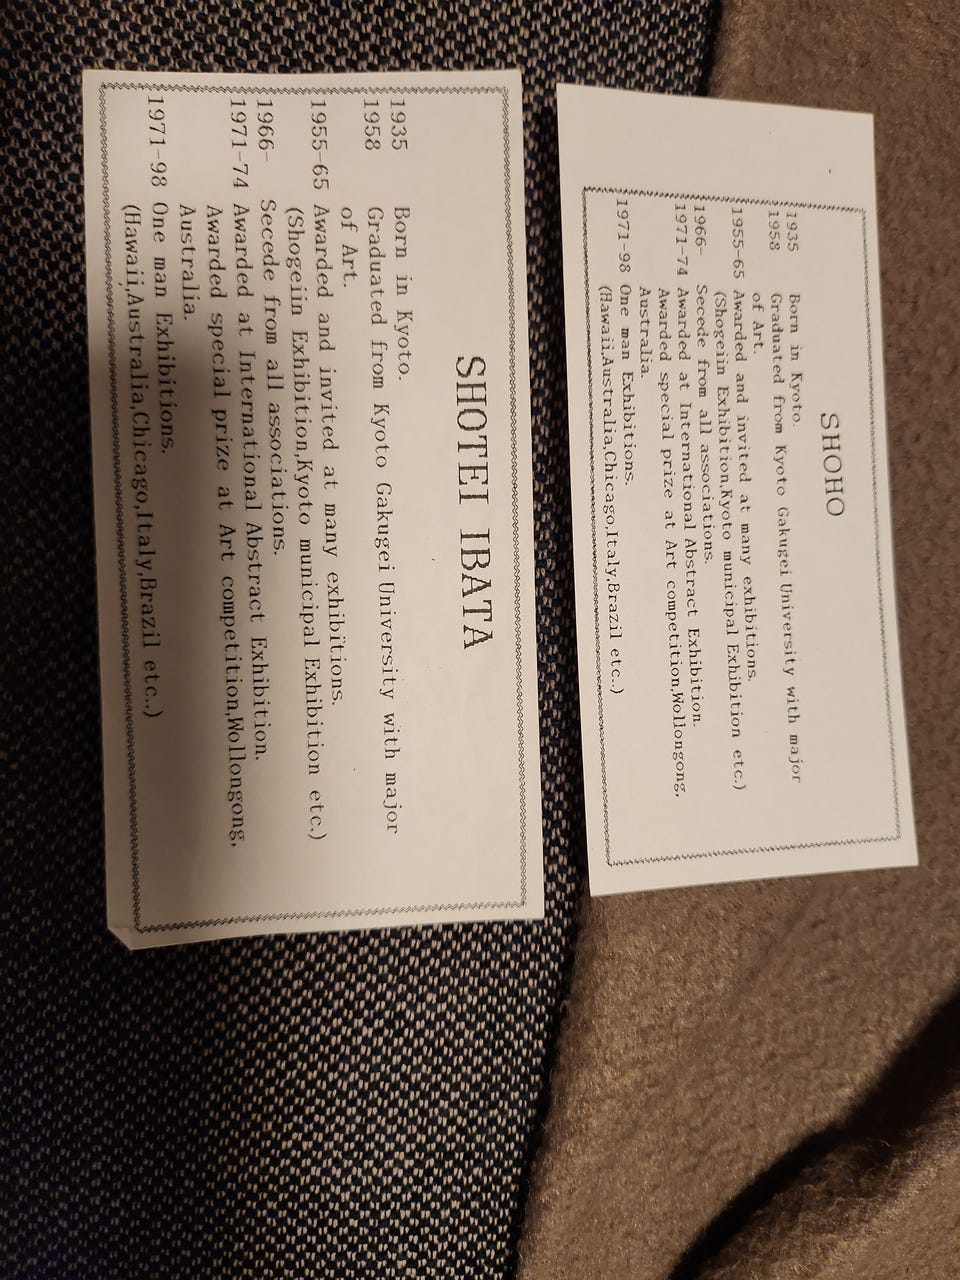 SHOHO
1935 Born in Kyoto.
1958 Graduated from Kyoto Gakugei University with major
of Art.
1955-65 Awarded and invited at many exhibitions.
(Shogeiin Exhibition,Kyoto municipal Exhibition etc.)
1966- Secede from all associations.
1971-74 Awarded at International Abstract Exhibition.
Awarded special prize at Art competition,Wollongong,
Australia.
1971-98 One man Exhibitions.
(Hawaii,Australia,Chicago,Italy,Brazil etc..)
SHOTEI IBATA
1935 Born in Kyoto.
1958 Graduated from Kyoto Gakugei University with major
of Art.
1955-65 Awarded and invited at many exhibitions.
(Shogeiin Exhibition,Kyoto municipal Exhibition etc.)
1966- Secede from all associations.
1971-74 Awarded at International Abstract Exhibition.
Awarded special prize at Art competition,Wollongong,
Australia.
1971-98 One man Exhibitions.
(Hawaii,Australia,Chicago,Italy,Brazil etc..)